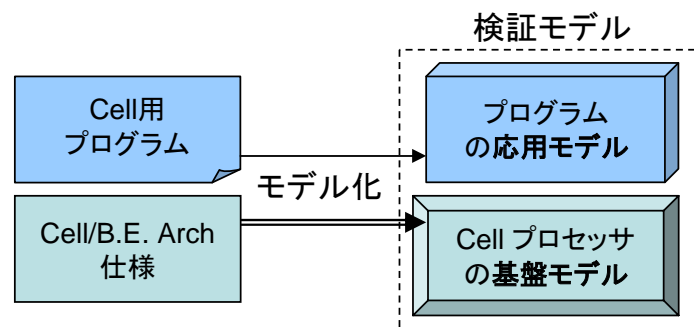 検証モデル
Cell用
プログラム
プログラム
の応用モデル
モデル化
Cell/B.E. Arch
仕様
Cell プロセッサ
の基盤モデル